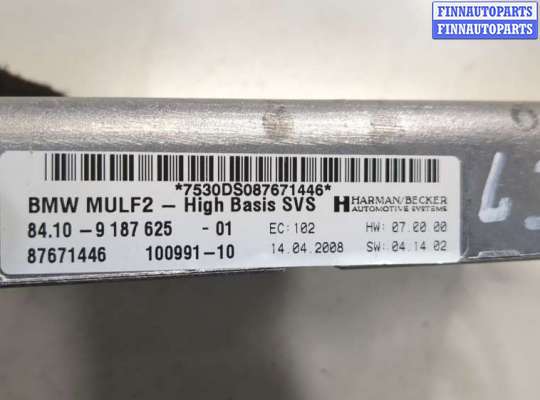 FINNAUTOPARTS
FINNAUTOPARTS
*7530DS087671446*
BMW MULF2 – High Basis SVS
HARMAN/BECKER
AUTOMOTIVE SYSTEMS
84.10 – 9 187 625 - 01 EC: 102 HW: 07.00.00
87671446 100991-10 14.04.2008 SW: 04.14.02